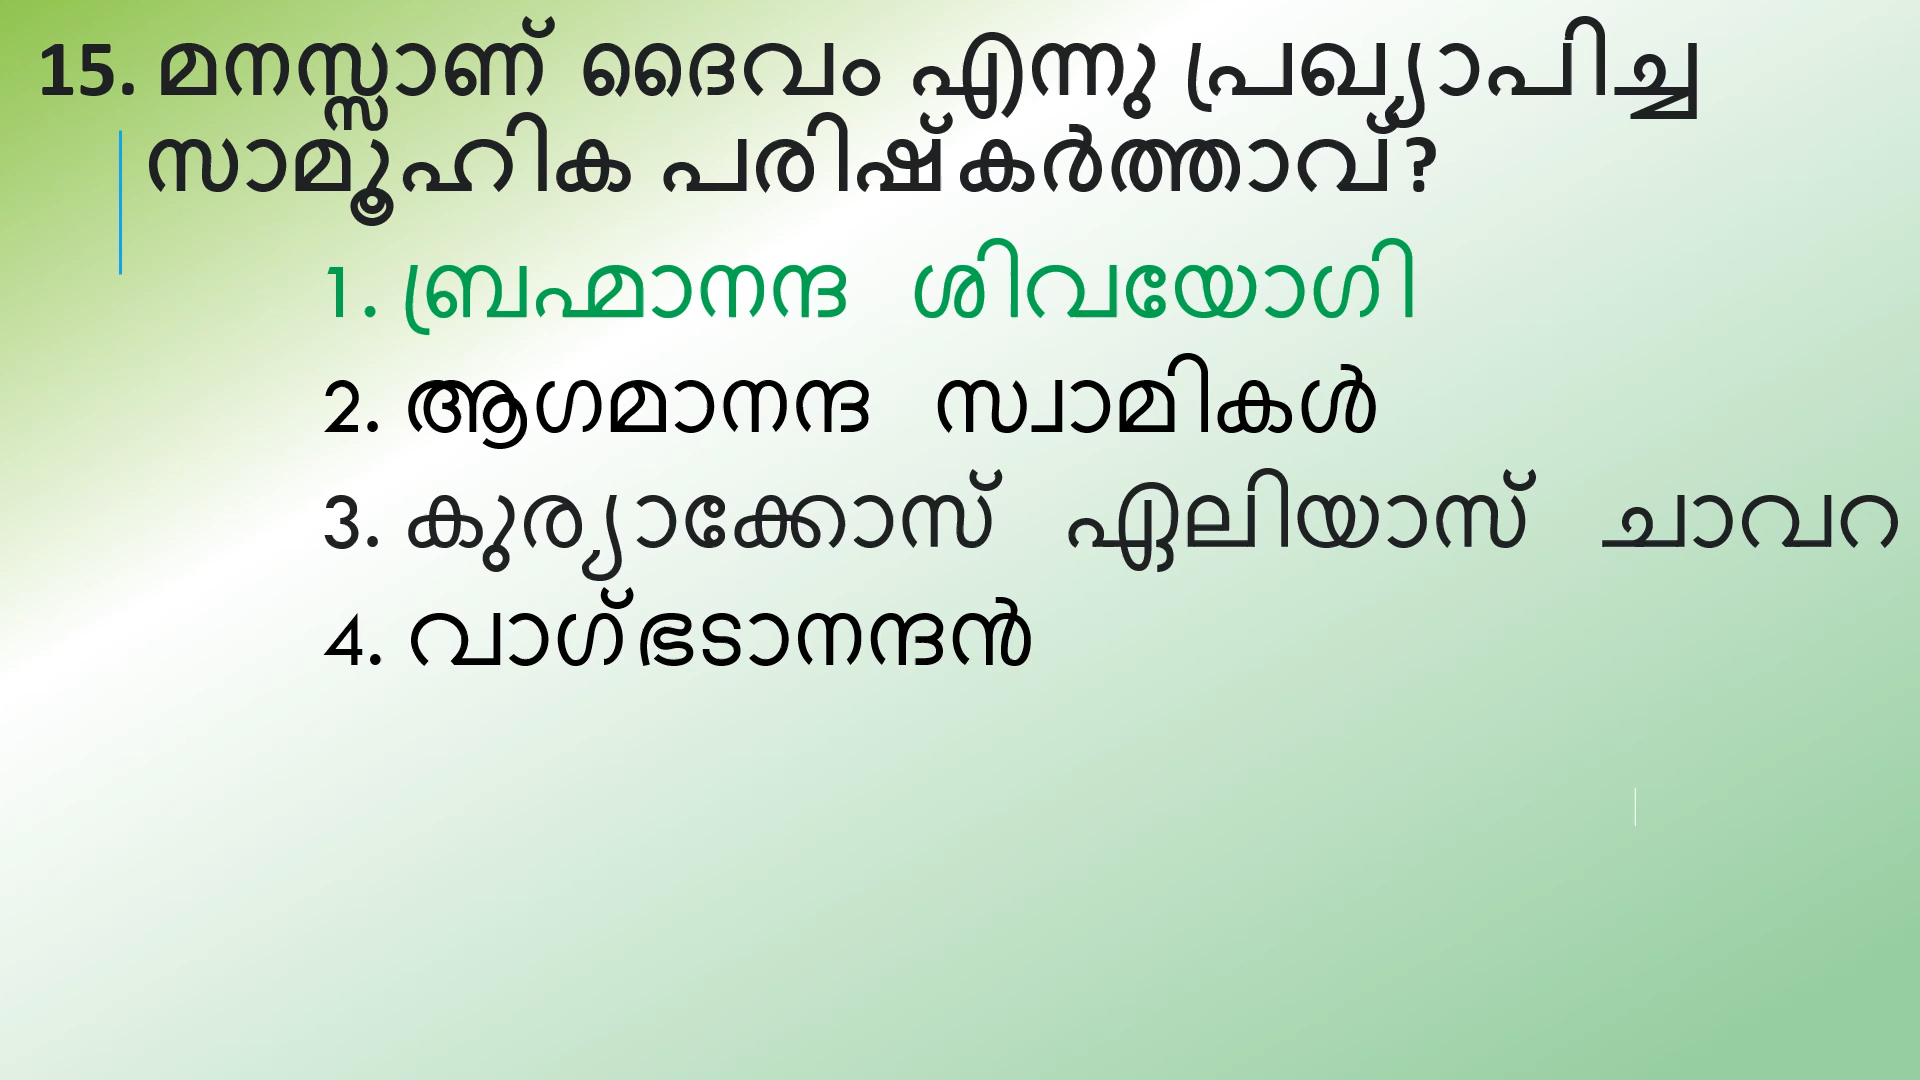 15. മനസ്സാണ് ദൈവം എന്നു പ്രഖ്യാപിച്ച
സാമൂഹിക പരിഷ്കർത്താവ്?
1. ബ്രഹ്മാനന്ദ ശിവയോഗി
2. ആഗമാനന്ദ സ്വാമികൾ
3. കുര്യാക്കോസ് ഏലിയാസ് ചാവറ
4. വാഗ്ഭടാനന്ദൻ